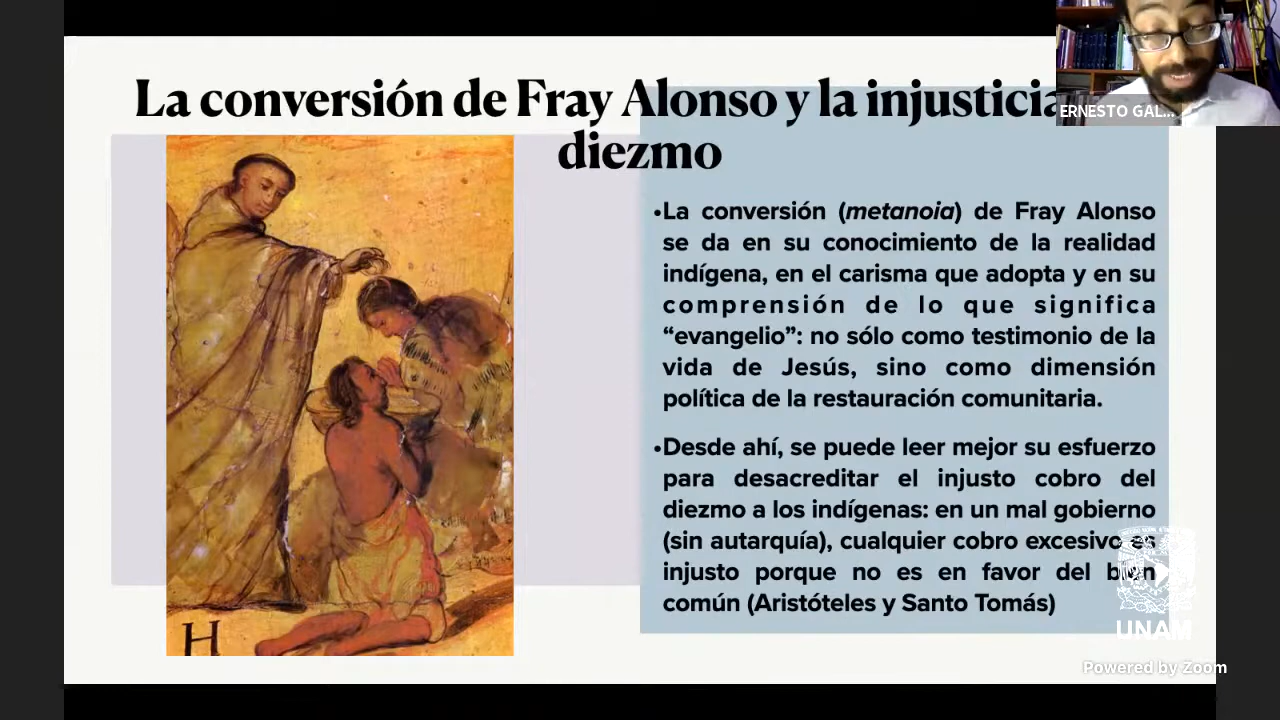 La conversión de Fray Alonso y la injusticia
diezmo
ERNESTO GAL...
•La conversión (metanoia) de Fray Alonso
se da en su conocimiento de la realidad
indígena, en el carisma que adopta y en su
comprensión de lo que significa
“evangelio”: no sólo como testimonio de la
vida de Jesús, sino como dimensión
política de la restauración comunitaria.
•Desde ahí, se puede leer mejor su esfuerzo
para desacreditar el injusto cobro del
diezmo a los indígenas: en un mal gobierno
(sin autarquía), cualquier cobro excesivo es
injusto porque no es en favor del bien
común (Aristóteles y Santo Tomás)
H
UNAM
Powered by Zoom